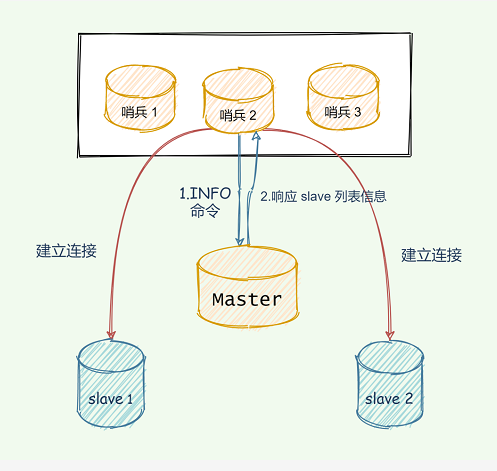 哨兵 1
哨兵 2
哨兵 3
1.INFO
命令
2.响应 slave 列表信息
建立连接
建立连接
Master
slave 1
slave 2